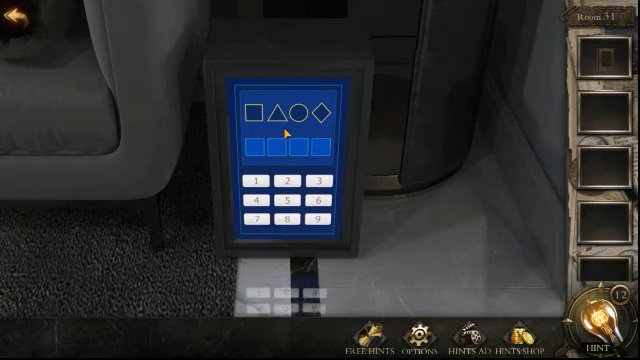 Room 31
1 2 3
4 5 6
7 8 9
12
HINT
FREE HINTS OPTIONS HINTS AD HINTS SHOP